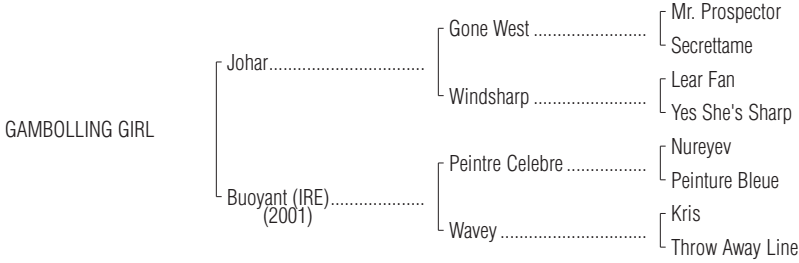 Mr. Prospector
Gone West ........................
Secrettame
Johar.................................
Lear Fan
Windsharp ........................
Yes She's Sharp
GAMBOLLING GIRL
Nureyev
Peintre Celebre .................
Peinture Bleue
Buoyant (IRE)....................
(2001)
Kris
Wavey ...............................
Throw Away Line